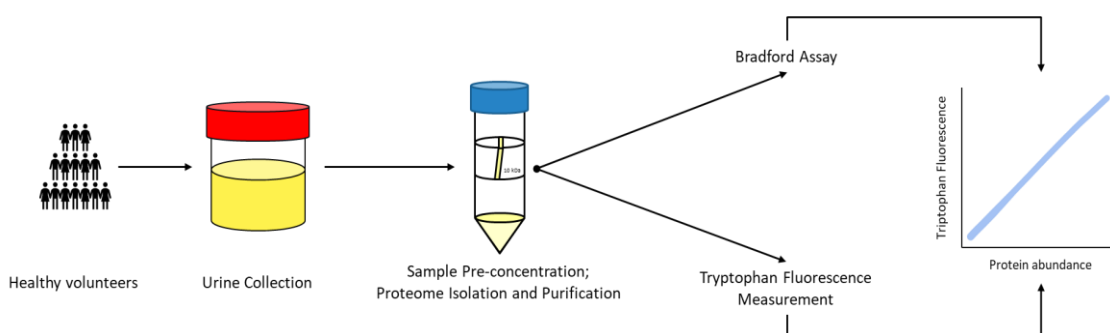 Bradford Assay
Triptophan Fluorescence
10 kDa
Healthy volunteers
Urine Collection
Sample Pre-concentration;
Proteome Isolation and Purification
Tryptophan Fluorescence
Measurement
Protein abundance